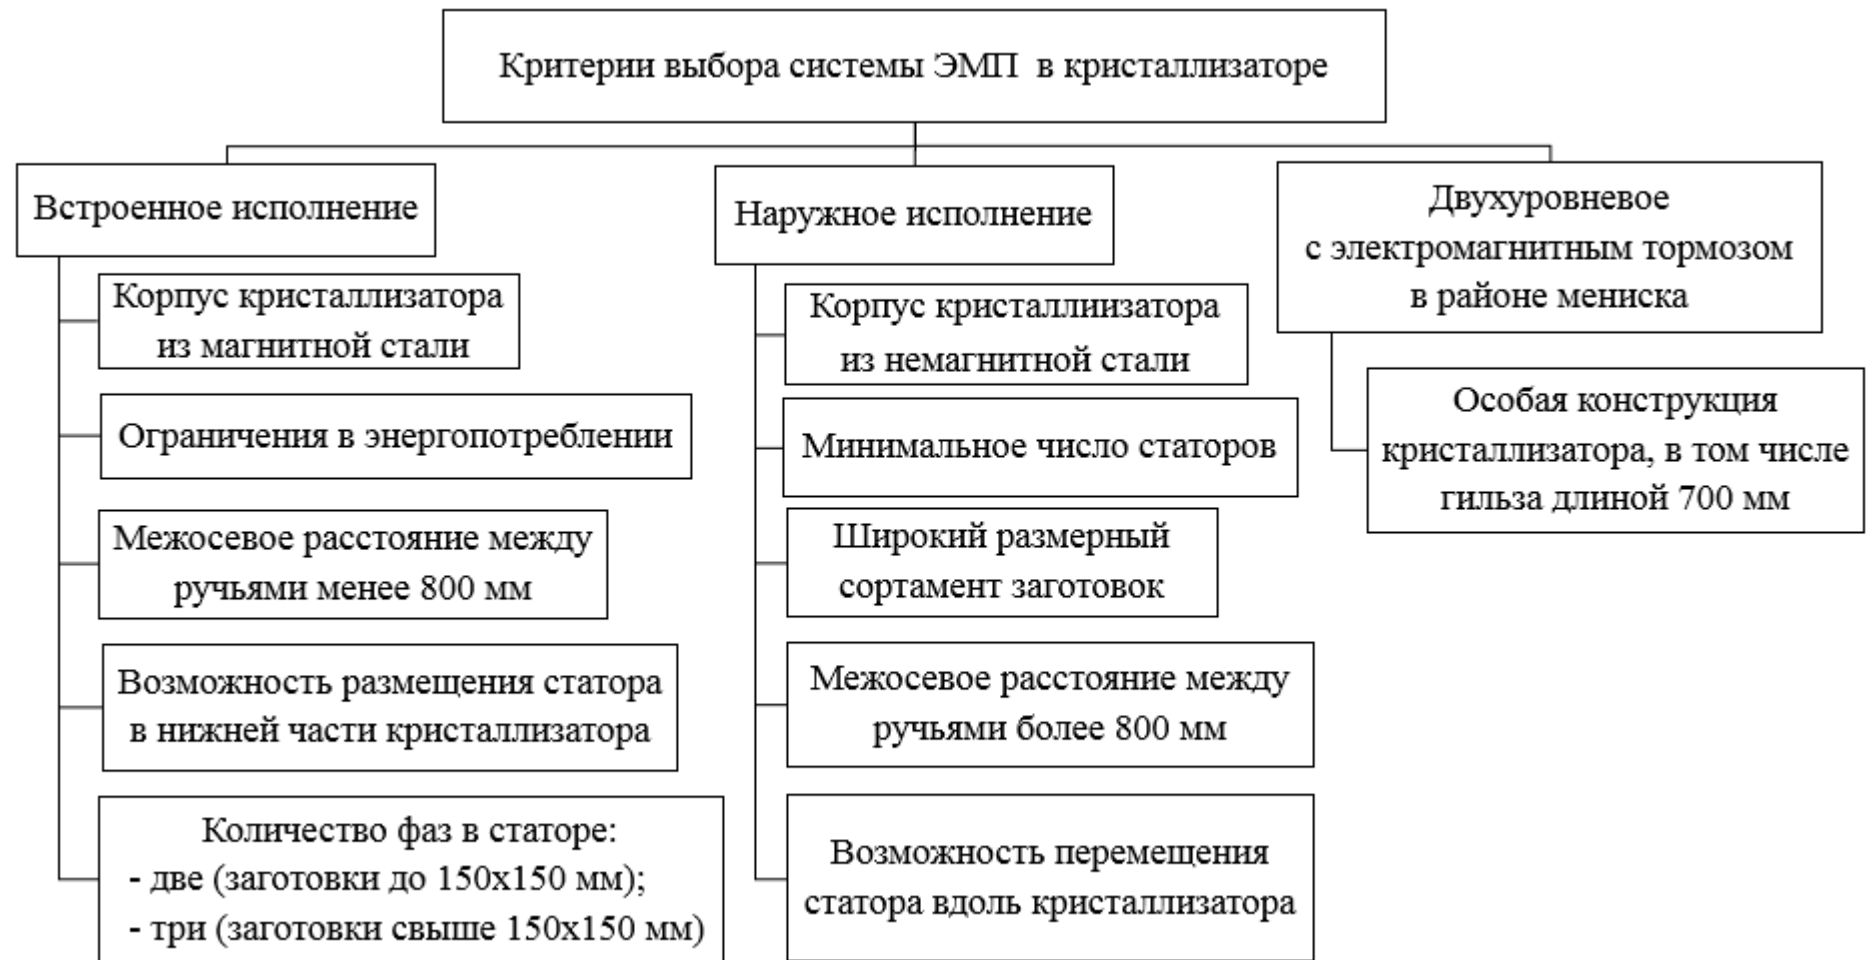 Критерии выбора системы ЭМП в кристаллизаторе
Встроенное исполнение
Корпус кристаллизатора
из магнитной стали
Ограничения в энергопотреблении
Межосевое расстояние между
ручьями менее 800 мм
Возможность размещения статора
в нижней части кристаллизатора
Количество фаз в статоре:
- две (заготовки до 150х150 мм);
- три (заготовки свыше 150х150 мм)
Наружное исполнение
Корпус кристаллиизатора
из немагнитной стали
Минимальное число статоров
Широкий размерный
сортамент заготовок
Межосевое расстояние между
ручьями более 800 мм
Возможность перемещения
статора вдоль кристаллизатора
Двухуровневое
с электромагнитным тормозом
в районе мениска
Особая конструкция
кристаллизатора, в том числе
гильза длиной 700 мм